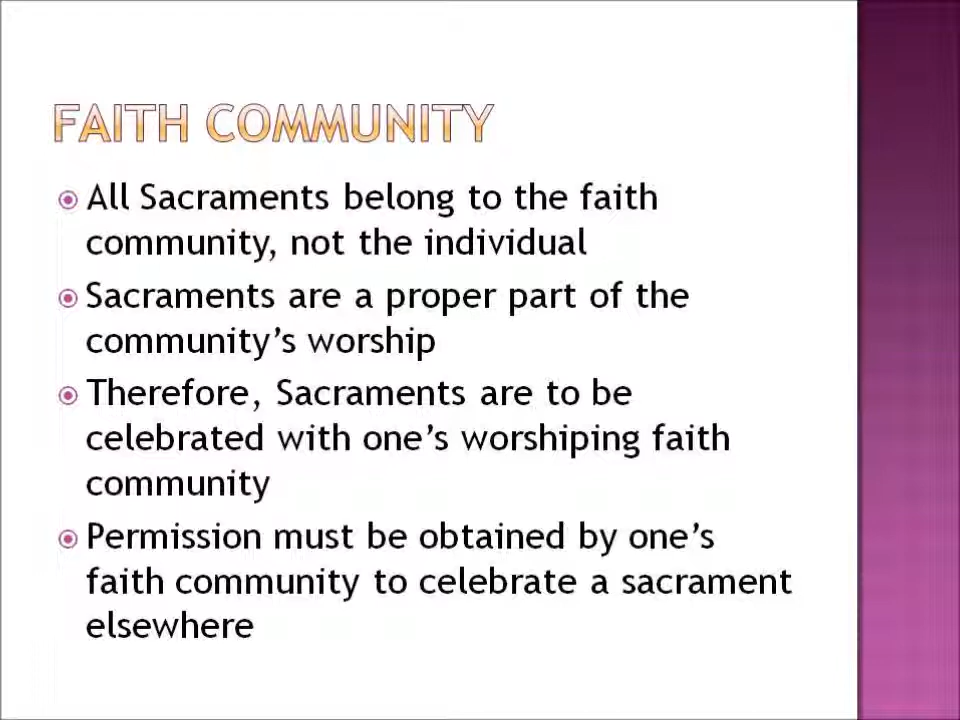 FAITH COMMUNITY
All Sacraments belong to the faith
community, not the individual
Sacraments are a proper part of the
community’s worship
Therefore, Sacraments are to be
celebrated with one’s worshiping faith
community
Permission must be obtained by one’s
faith community to celebrate a sacrament
elsewhere